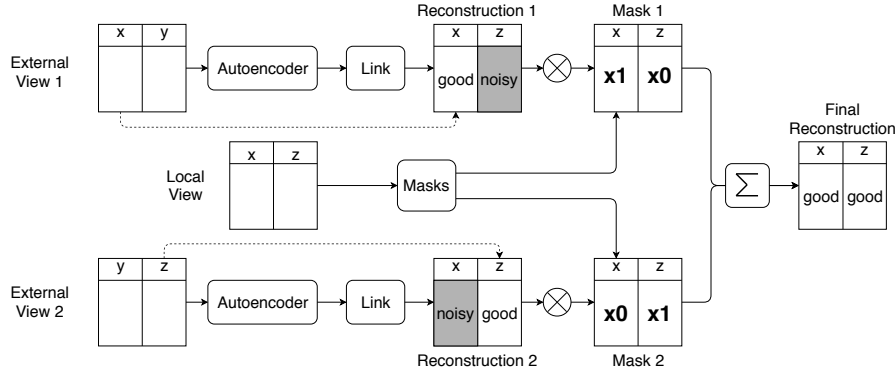 Reconstruction 1
Mask 1
x y
x z
x z
External
View 1
Autoencoder
Link
good noisy
x1 x0
Final
Reconstruction
x z
x z
Local
View
Masks
∑
good good
y z
x z
x z
External
View 2
Autoencoder
Link
noisy good
x0 x1
Reconstruction 2
Mask 2